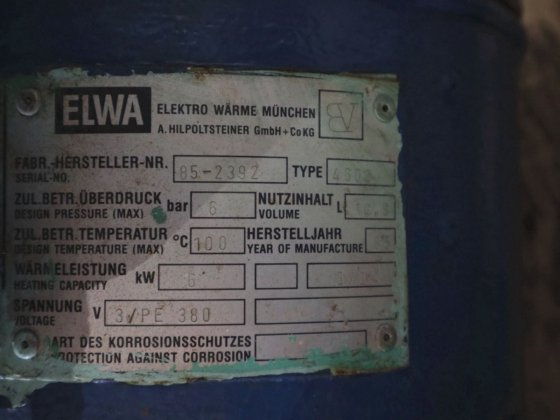 ELWA ELEKTRO WÄRME MÜNCHEN
A. HILPOLTSTEINER GmbH + Co KG
FABR.-HERSTELLER-NR. 85-2392 TYPE
SERIAL-NO.
ZUL. BETR. ÜBERDRUCK bar 6 NUTZINHALT L
DESIGN PRESSURE (MAX) VOLUME
ZUL. BETR. TEMPERATUR °C 100 HERSTELLJAHR
DESIGN TEMPERATURE (MAX) YEAR OF MANUFACTURE
WÄRMELEISTUNG kW 6
HEATING CAPACITY
SPANNUNG V 3/PE 380
VOLTAGE
ART DES KORROSIONSSCHUTZES
PROTECTION AGAINST CORROSION